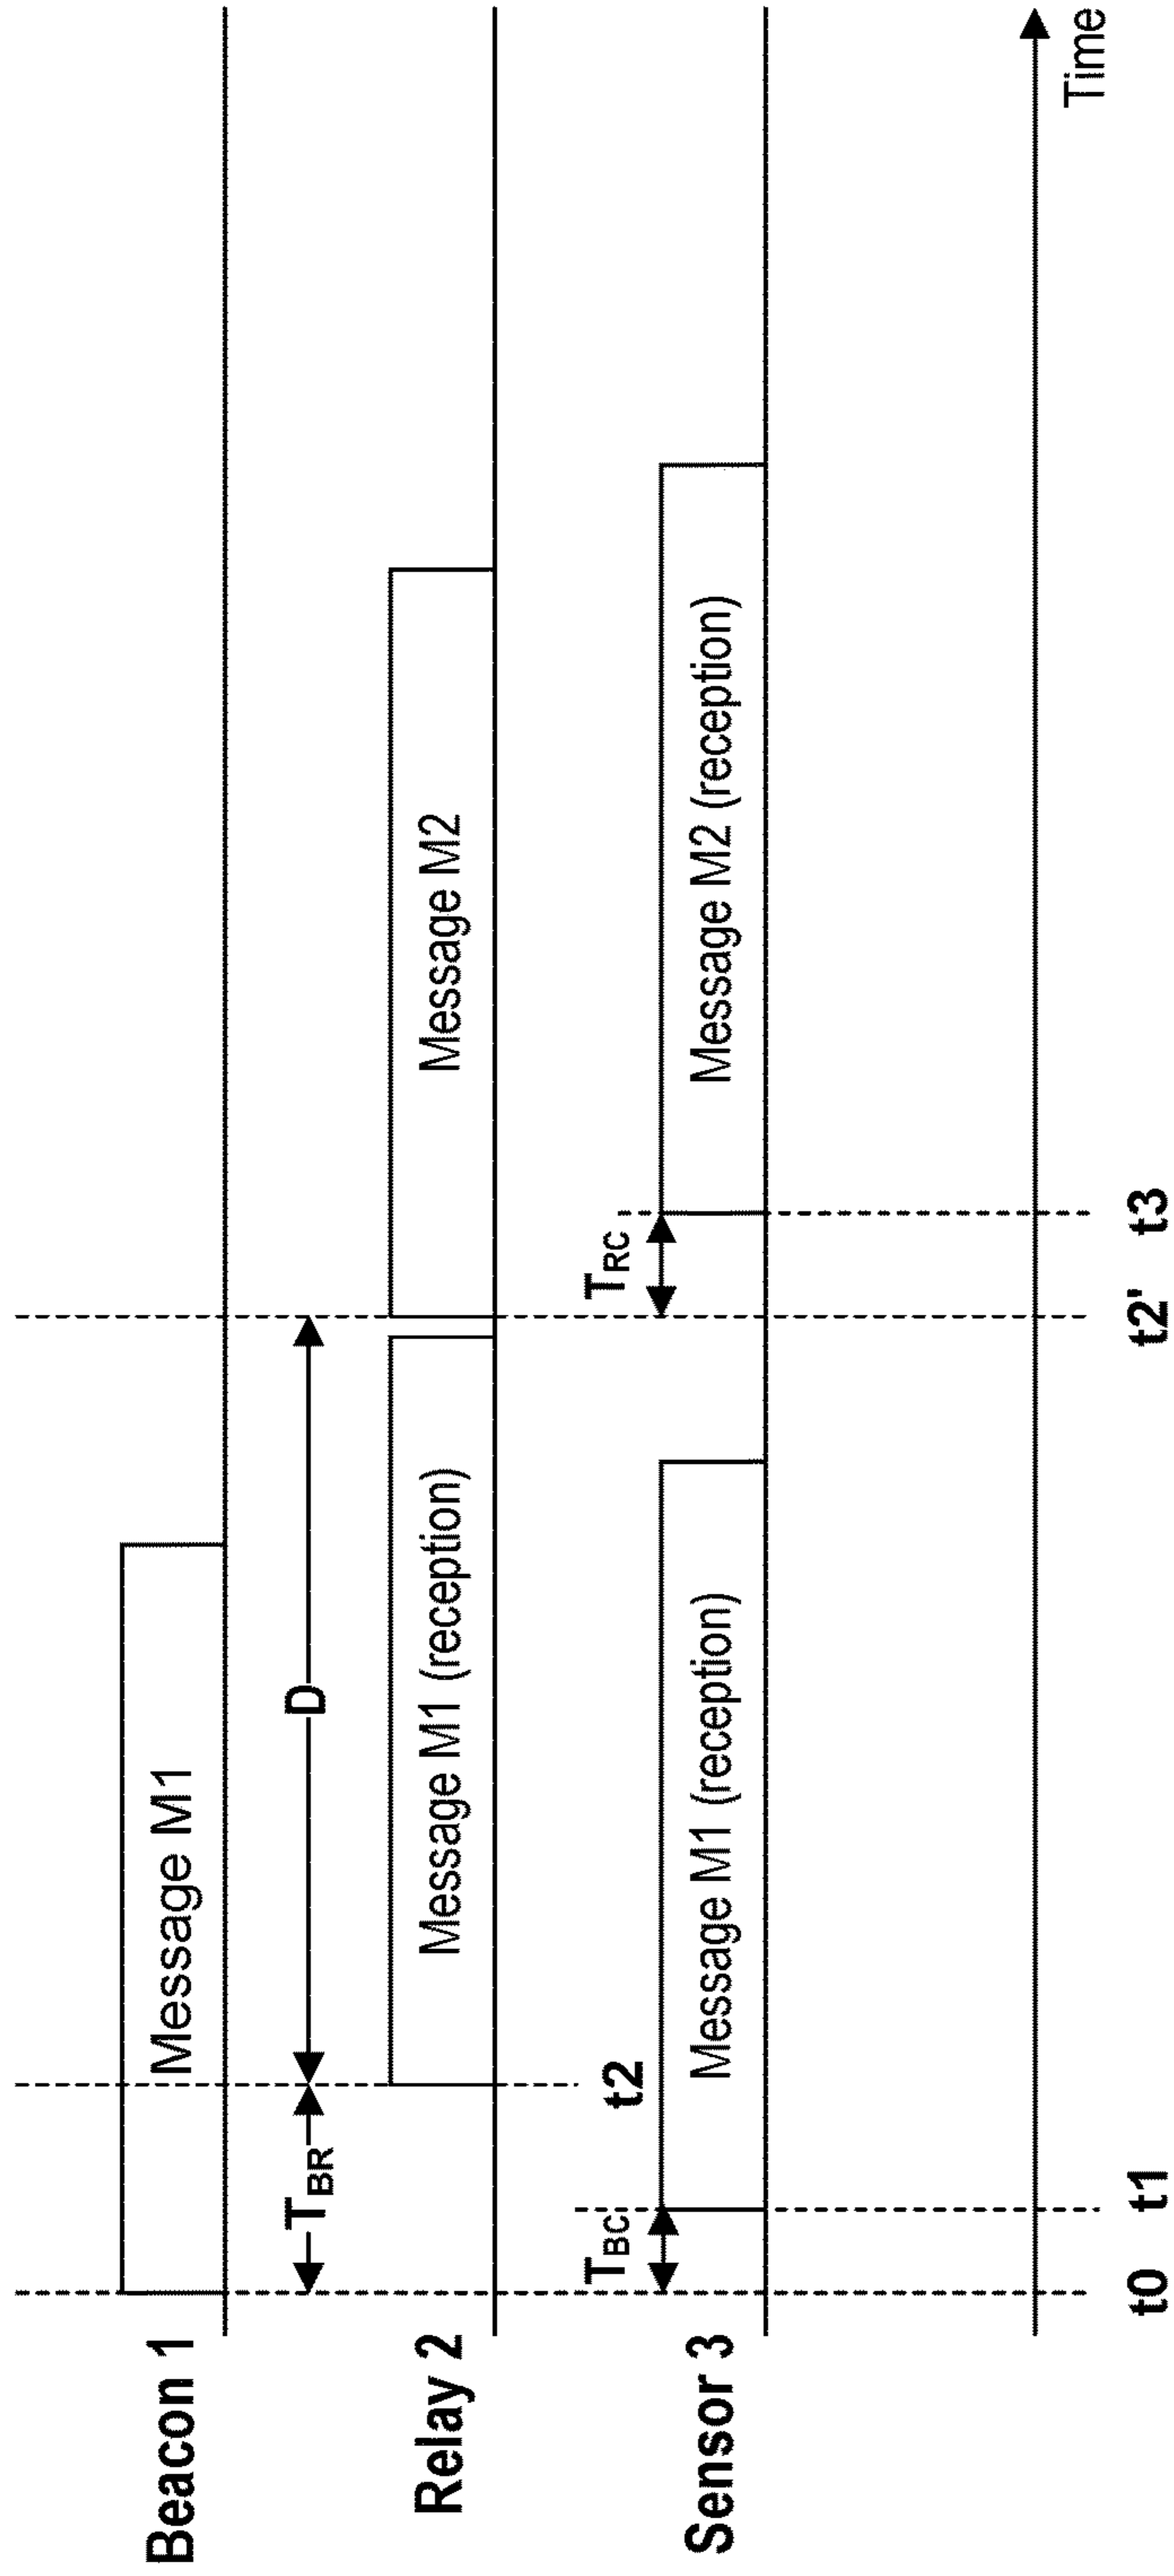 Beacon 1
Message M1
T_BR
D
Relay 2
Message M1 (reception)
Message M2
t2
T_BC
T_RC
Sensor 3
Message M1 (reception)
Message M2 (reception)
Time
t0
t1
t2'
t3